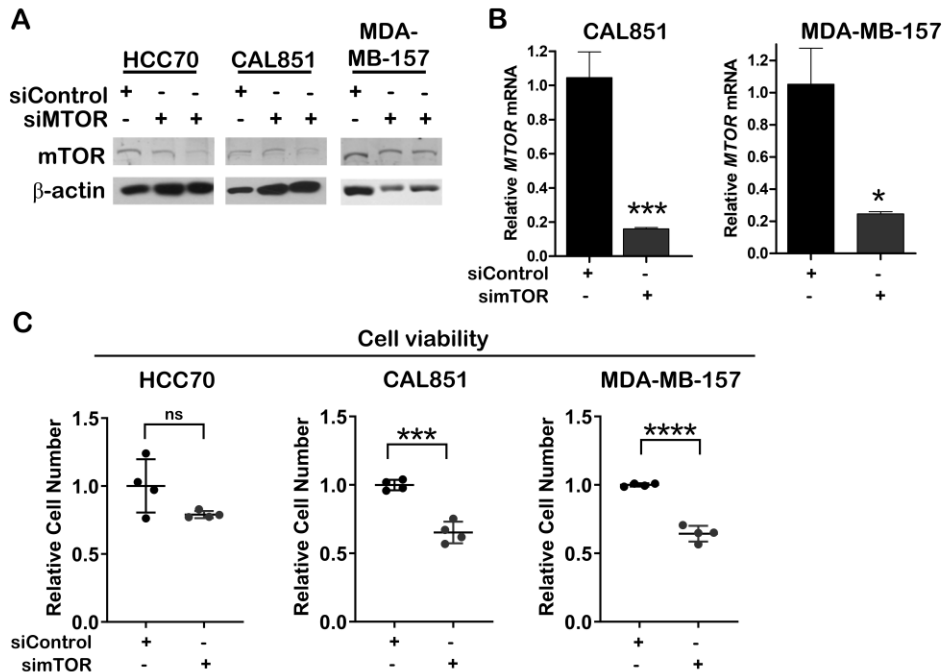 A
HCC70 CAL851 MDA-MB-157
siControl + - - + - - + - -
siMTOR - + + - + + - + +
mTOR
β-actin
B
CAL851
Relative MTOR mRNA
1.2
1.0
0.8
0.6
0.4
0.2
0.0
***
siControl + -
simTOR - +
MDA-MB-157
Relative MTOR mRNA
1.2
1.0
0.8
0.6
0.4
0.2
0.0
*
+ -
- +
C
Cell viability
HCC70
Relative Cell Number
1.5
1.0
0.5
0.0
ns
siControl + -
simTOR - +
CAL851
Relative Cell Number
1.5
1.0
0.5
0.0
***
+ -
- +
MDA-MB-157
Relative Cell Number
1.5
1.0
0.5
0.0
****
+ -
- +